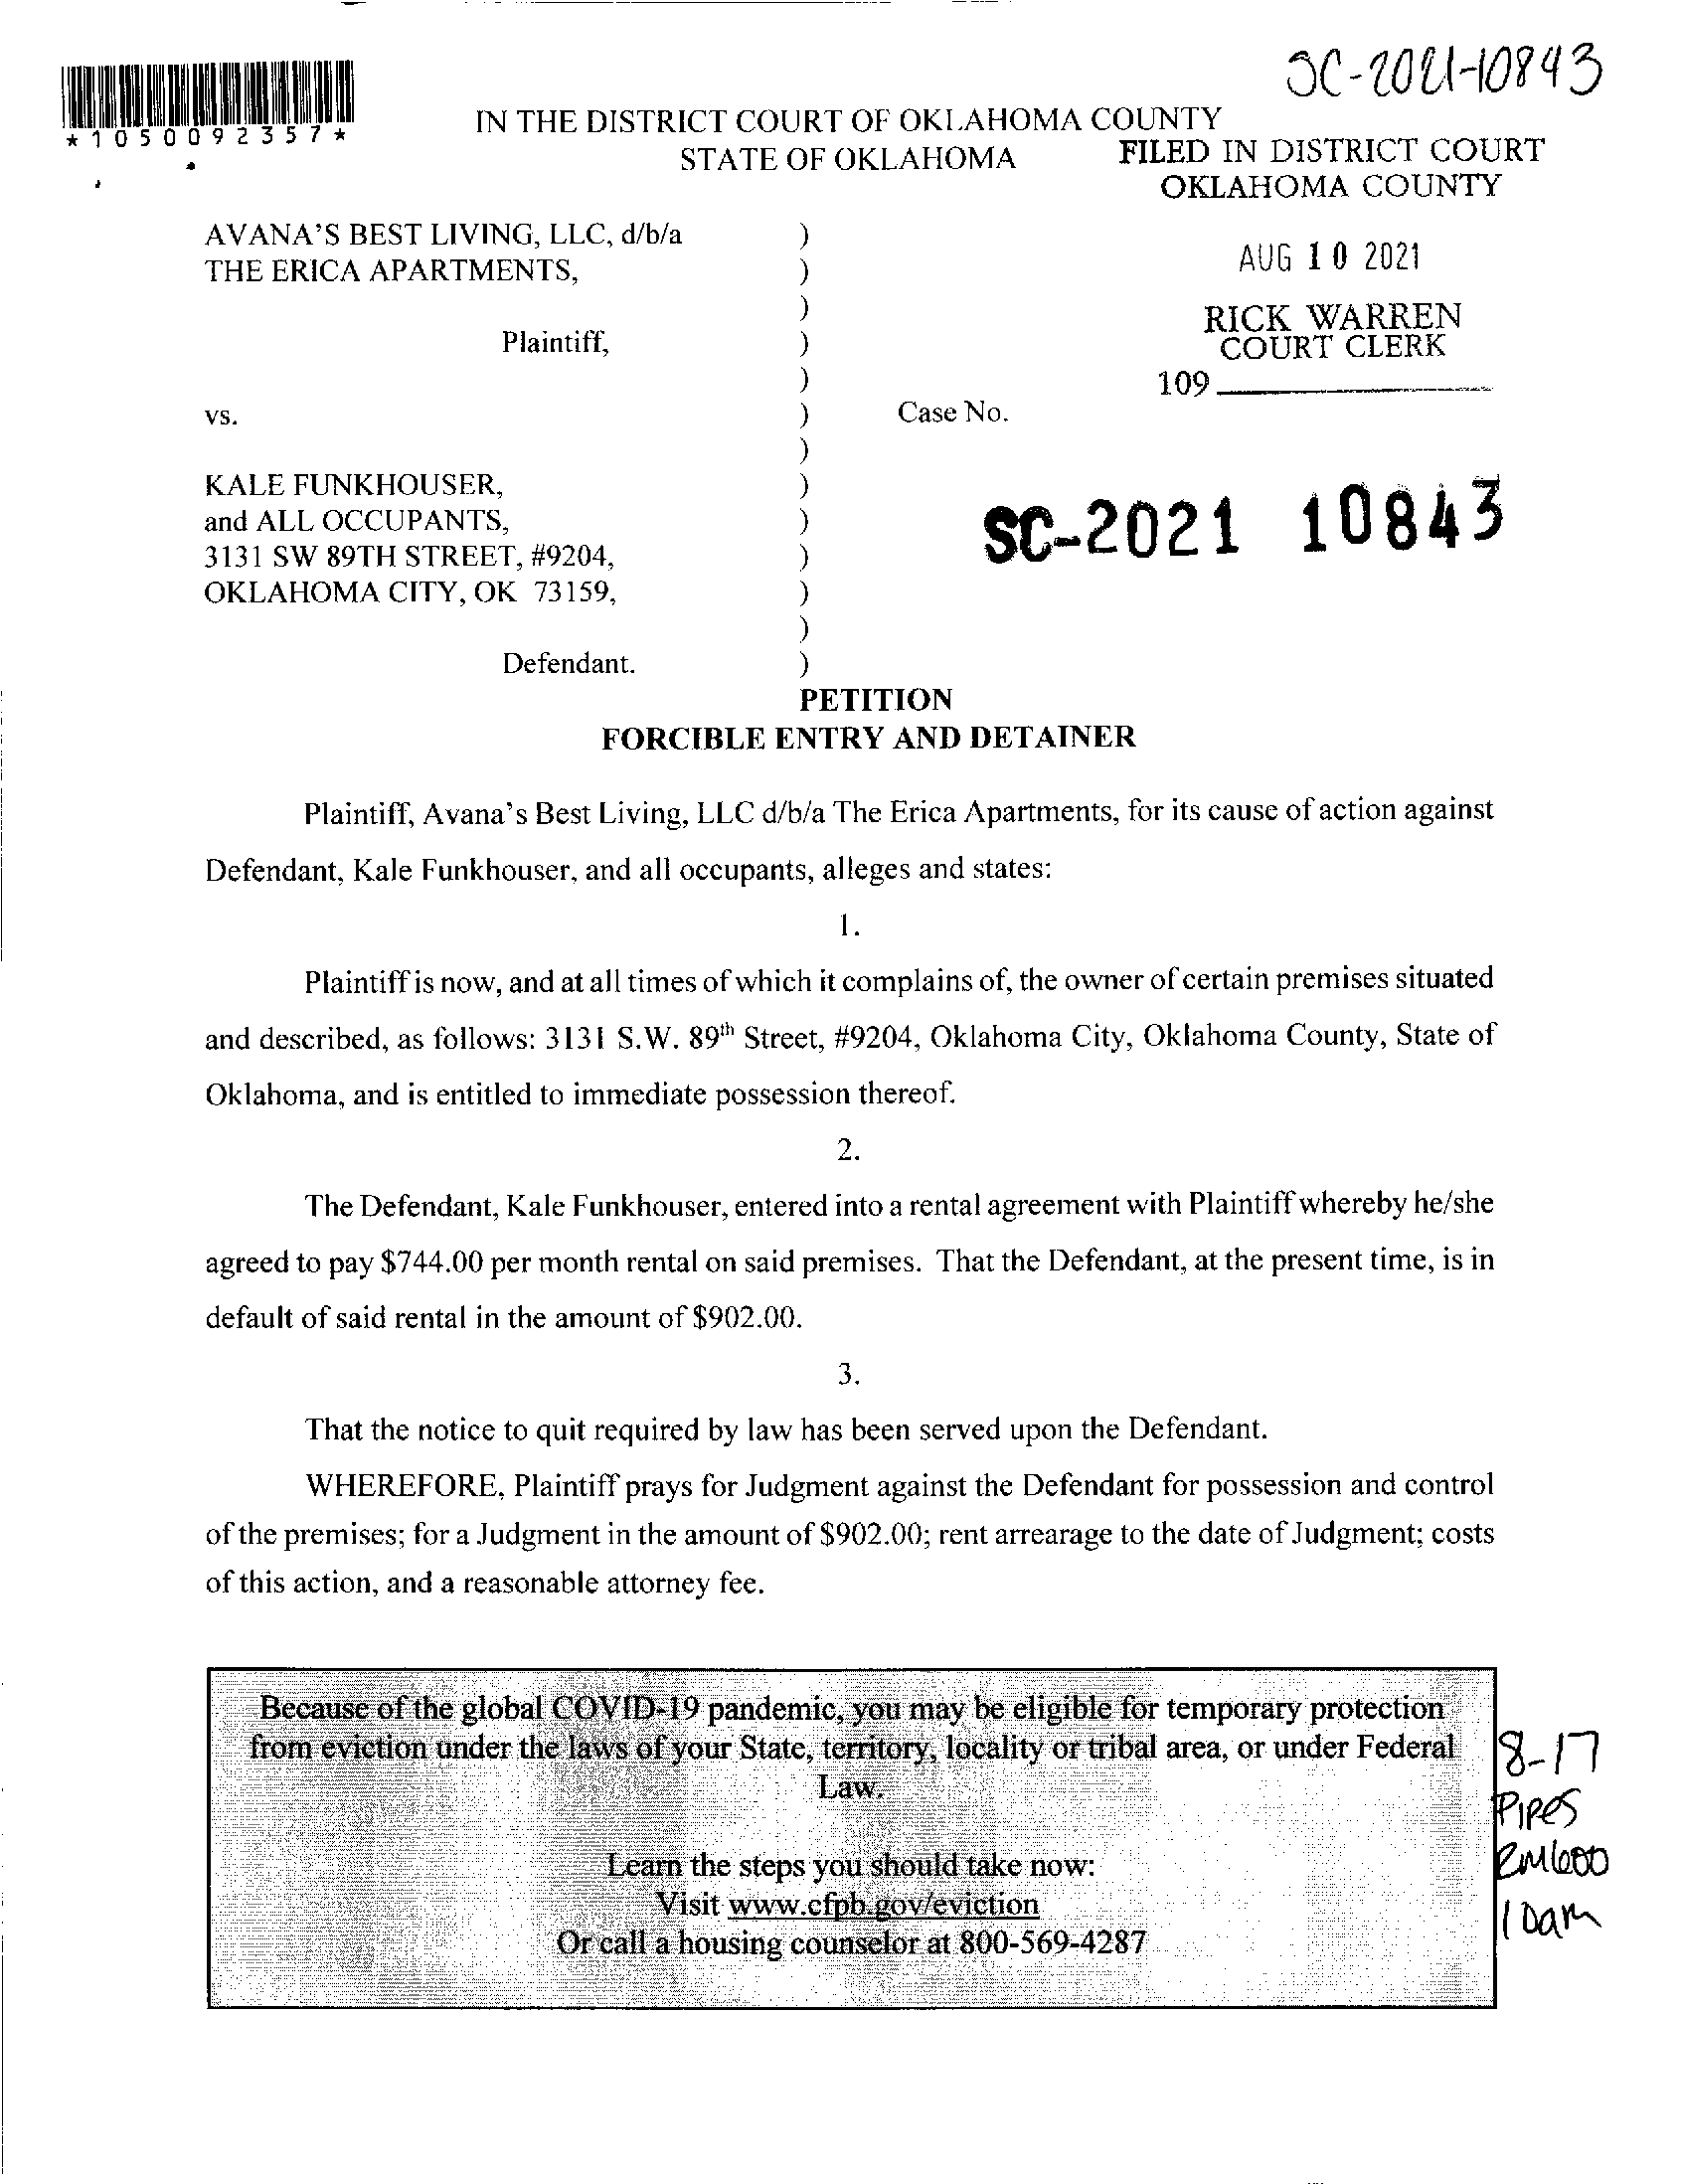 SC-2021-10843
*1050092357*
IN THE DISTRICT COURT OF OKLAHOMA COUNTY
STATE OF OKLAHOMA
FILED IN DISTRICT COURT
OKLAHOMA COUNTY
AUG 10 2021
RICK WARREN
COURT CLERK
109
AVANA'S BEST LIVING, LLC, d/b/a )
THE ERICA APARTMENTS, )
)
Plaintiff, )
)
vs. ) Case No.
)
KALE FUNKHOUSER, )
and ALL OCCUPANTS, ) SC-2021 10843
3131 SW 89TH STREET, #9204, )
OKLAHOMA CITY, OK 73159, )
)
Defendant. )
PETITION
FORCIBLE ENTRY AND DETAINER
Plaintiff, Avana's Best Living, LLC d/b/a The Erica Apartments, for its cause of action against
Defendant, Kale Funkhouser, and all occupants, alleges and states:
1.
Plaintiff is now, and at all times of which it complains of, the owner of certain premises situated
and described, as follows: 3131 S.W. 89th Street, #9204, Oklahoma City, Oklahoma County, State of
Oklahoma, and is entitled to immediate possession thereof.
2.
The Defendant, Kale Funkhouser, entered into a rental agreement with Plaintiff whereby he/she
agreed to pay $744.00 per month rental on said premises. That the Defendant, at the present time, is in
default of said rental in the amount of $902.00.
3.
That the notice to quit required by law has been served upon the Defendant.
WHEREFORE, Plaintiff prays for Judgment against the Defendant for possession and control
of the premises; for a Judgment in the amount of $902.00; rent arrearage to the date of Judgment; costs
of this action, and a reasonable attorney fee.
Because of the global COVID-19 pandemic, you may be eligible for temporary protection
from eviction under the laws of your State, territory, locality or tribal area, or under Federal
Law.
Learn the steps you should take now:
Visit www.cfpb.gov/eviction
Or call a housing counselor at 800-569-4287
8-17
Pipes
RM600
10am